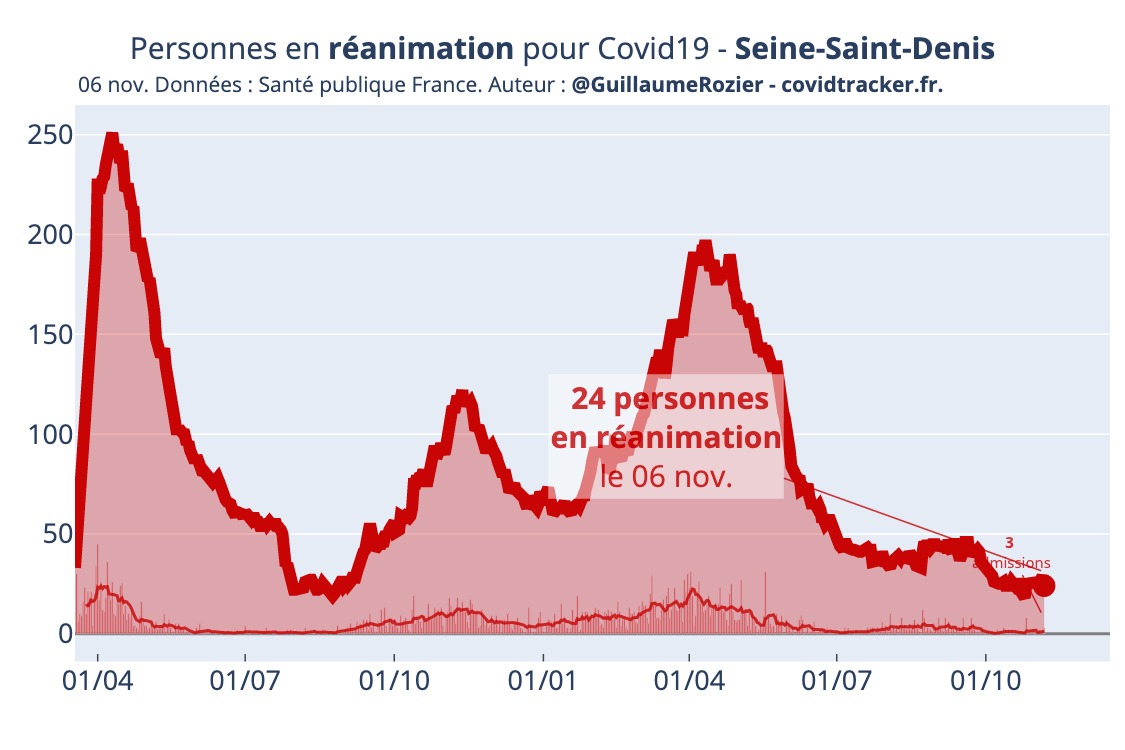 Personnes en réanimation pour Covid19 - Seine-Saint-Denis
06 nov. Données : Santé publique France. Auteur : @GuillaumeRozier - covidtracker.fr.
250
200
150
100
50
0
24 personnes
en réanimation
le 06 nov.
3
admissions
01/04
01/07
01/10
01/01
01/04
01/07
01/10